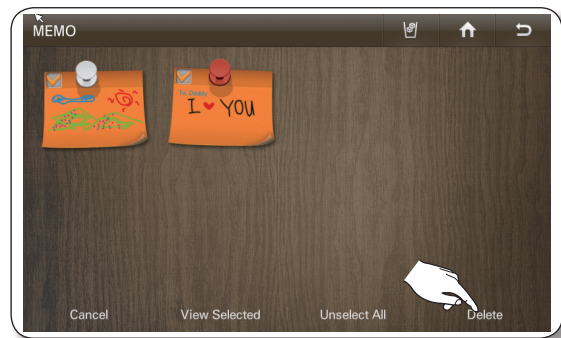 MEMO
To. Daddy
I ♥ YOU
Cancel View Selected Unselect All Delete